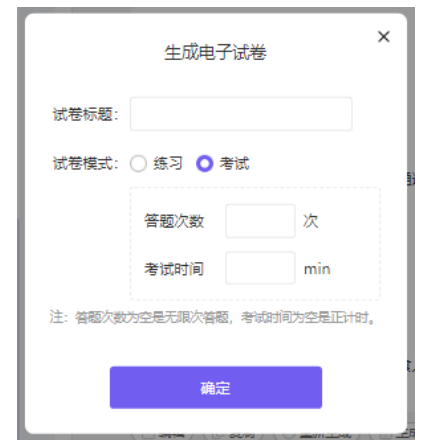 生成电子试卷
试卷标题：
试卷模式： 练习 考试
答题次数 次
考试时间 min
注：答题次数为空是无限次答题，考试时间为空是正计时。
确定